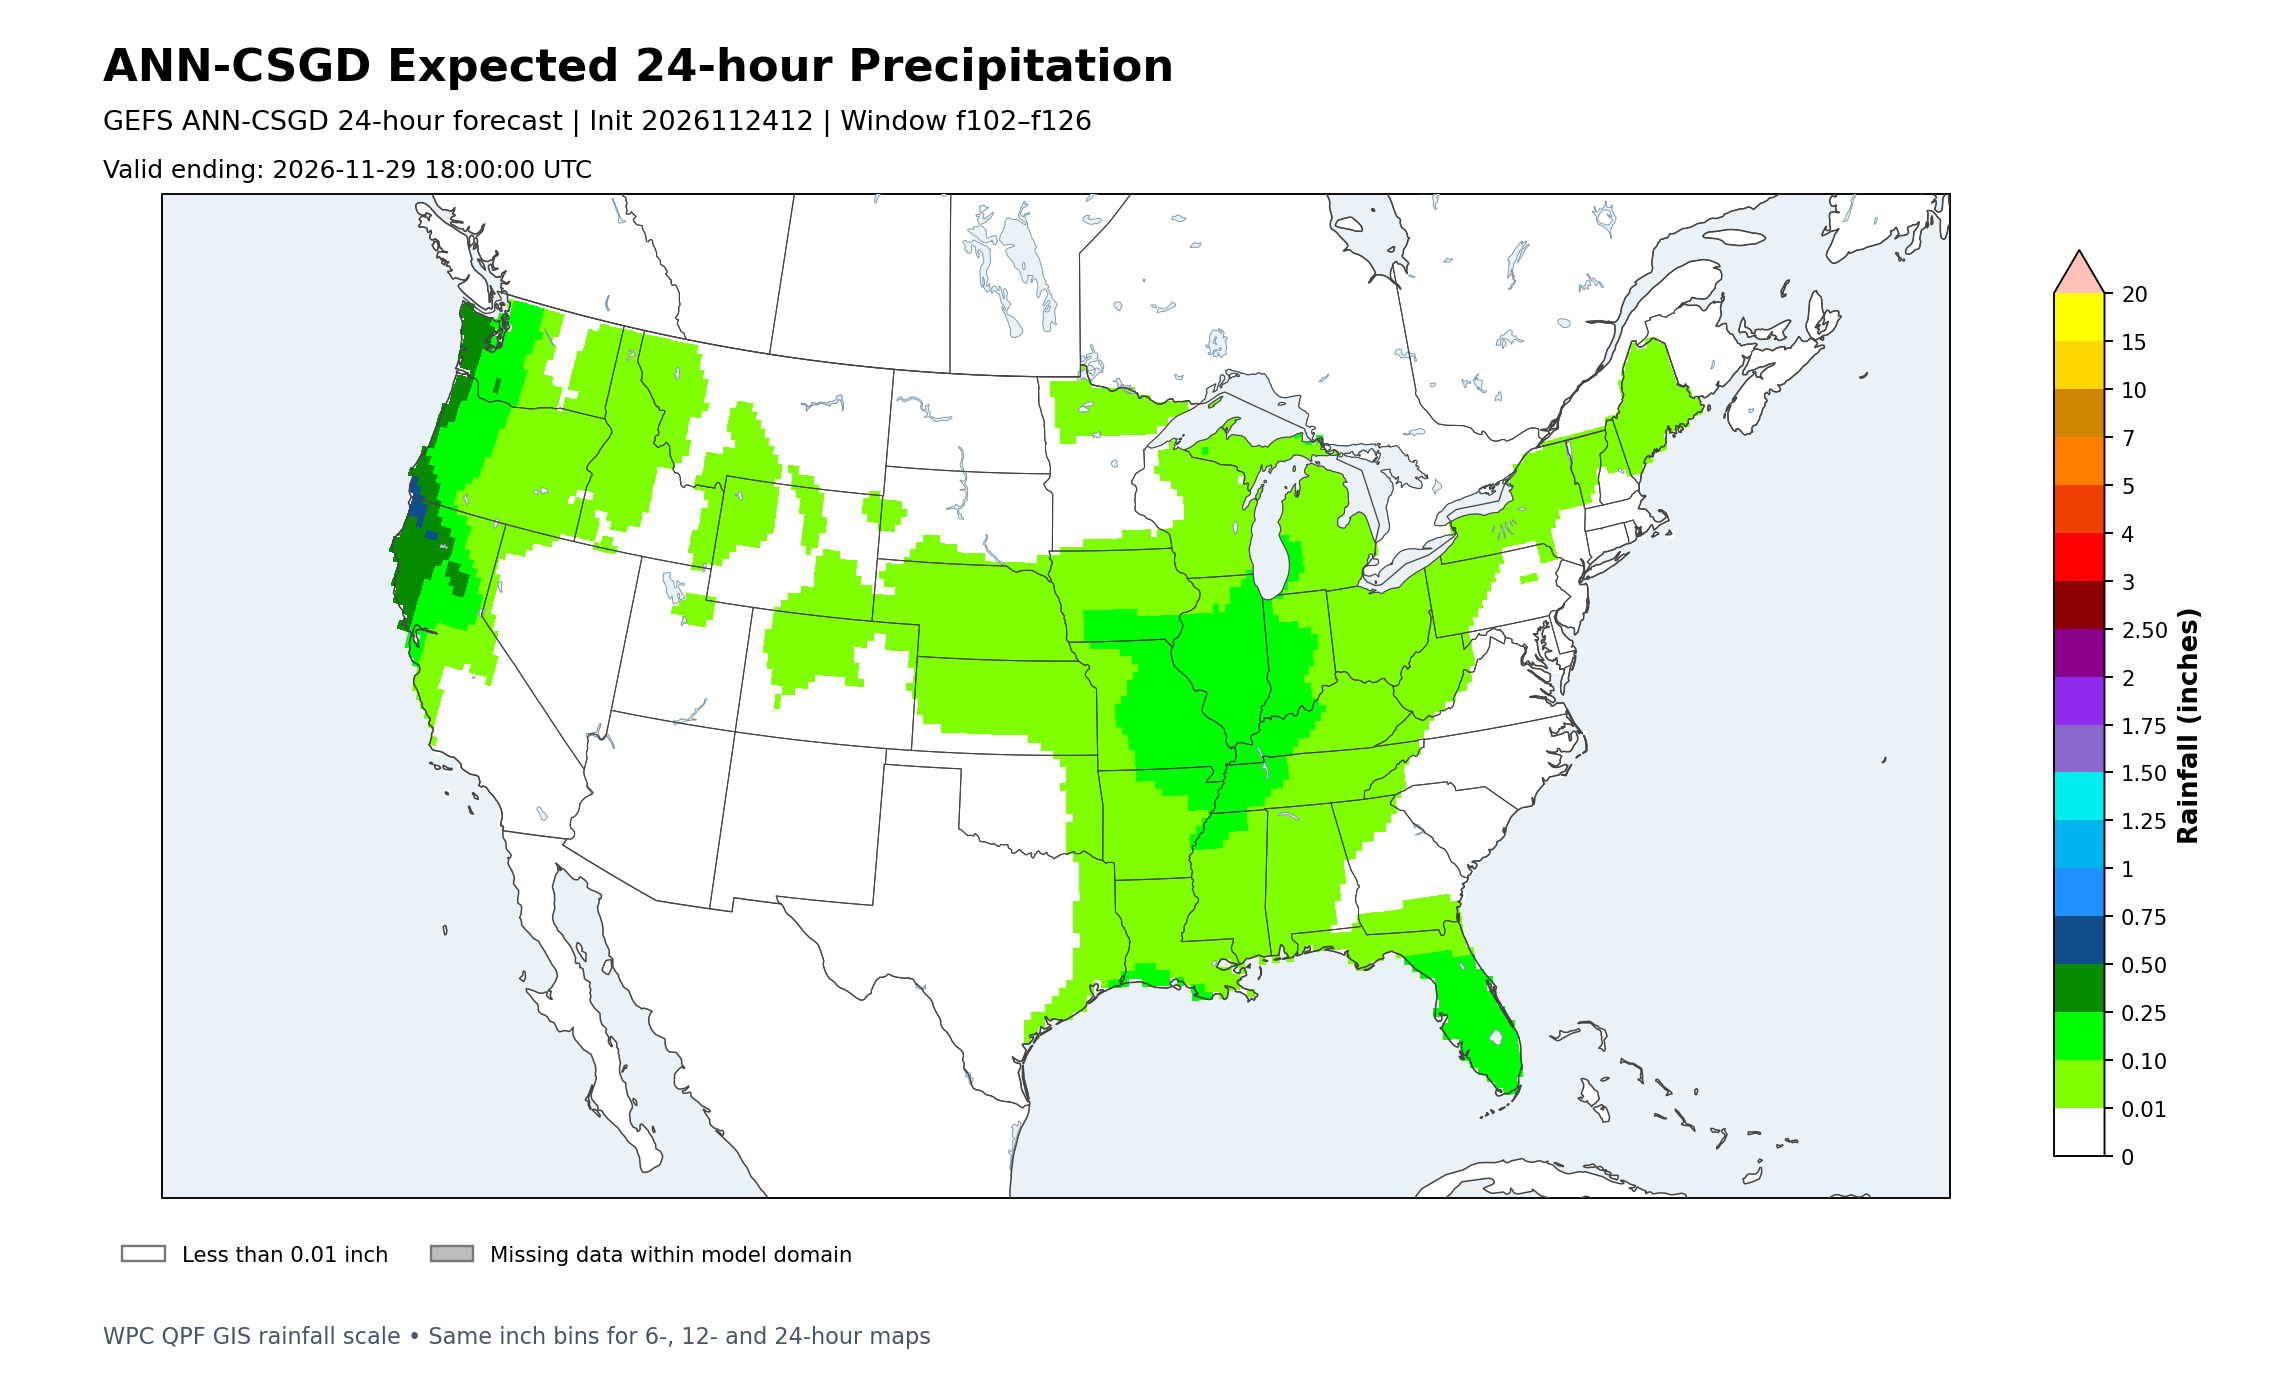 ANN-CSGD Expected 24-hour Precipitation
GEFS ANN-CSGD 24-hour forecast | Init 2026112412 | Window f102–f126
Valid ending: 2026-11-29 18:00:00 UTC
20
15
10
7
5
4
3
2.50
2
1.75
1.50
1.25
1
0.75
0.50
0.25
0.10
0.01
0
Rainfall (inches)
Less than 0.01 inch
Missing data within model domain
WPC QPF GIS rainfall scale • Same inch bins for 6-, 12- and 24-hour maps